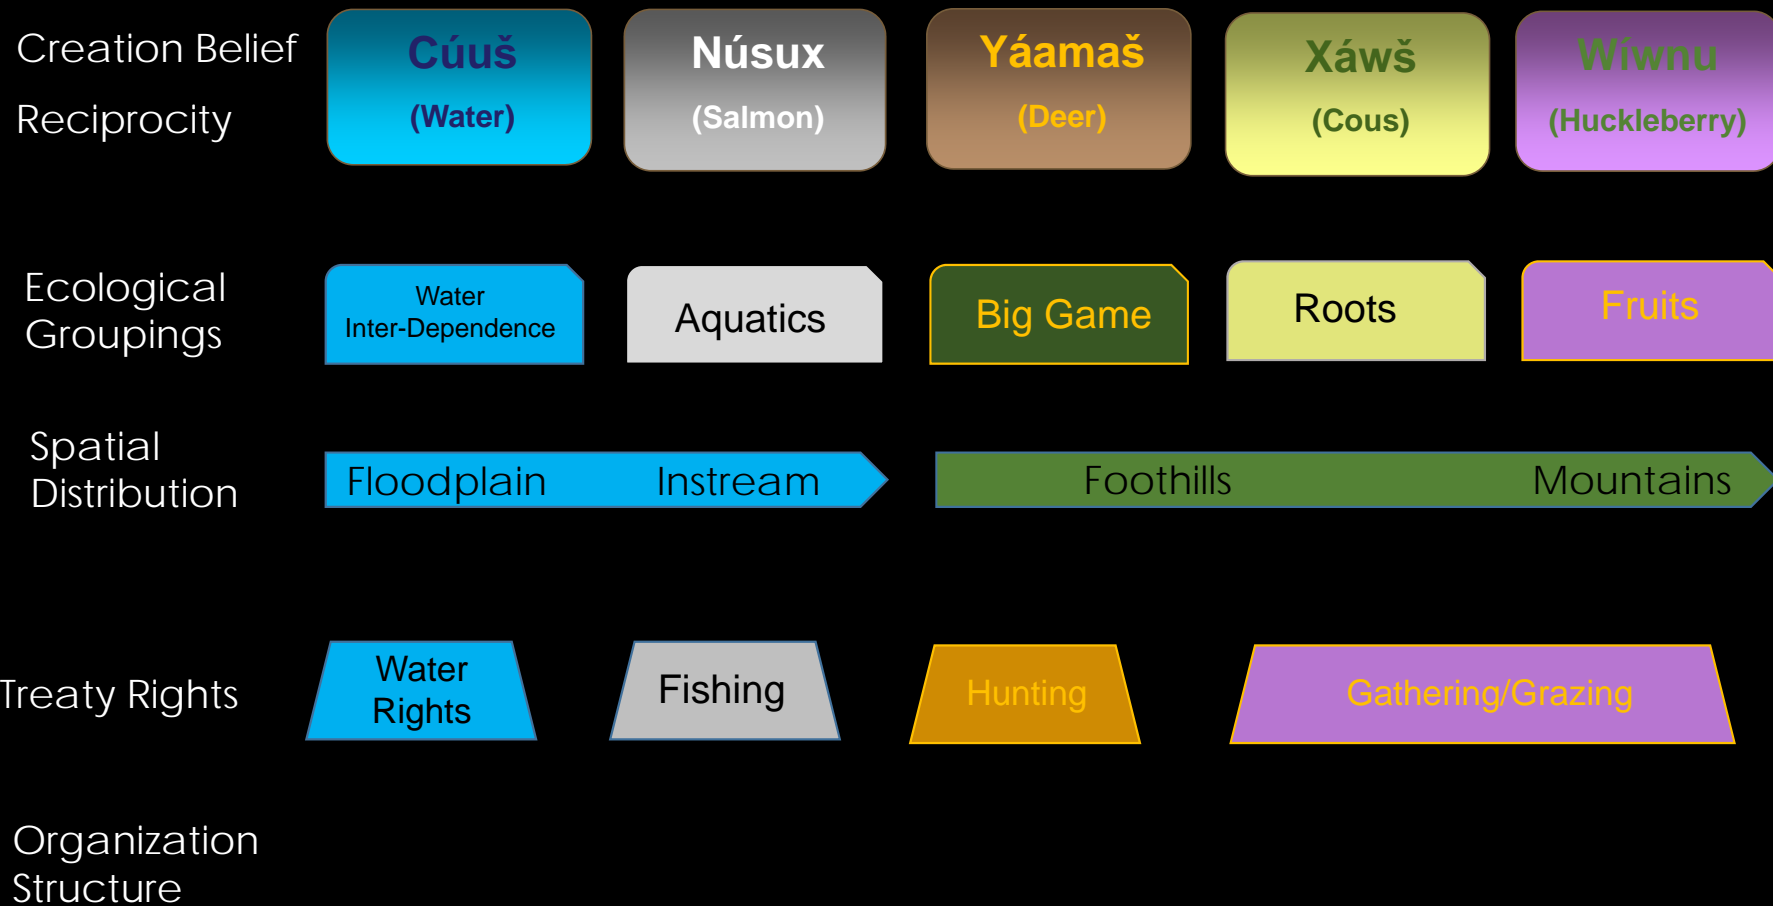 Creation Belief
Reciprocity
Cúuš
(Water)
Núsux
(Salmon)
Yáamaš
(Deer)
Xáwš
(Cous)
Wíwnu
(Huckleberry)
Ecological
Groupings
Water
Inter-Dependence
Aquatics
Big Game
Roots
Fruits
Spatial
Distribution
Floodplain
Instream
Foothills
Mountains
Treaty Rights
Water
Rights
Fishing
Hunting
Gathering/Grazing
Organization
Structure